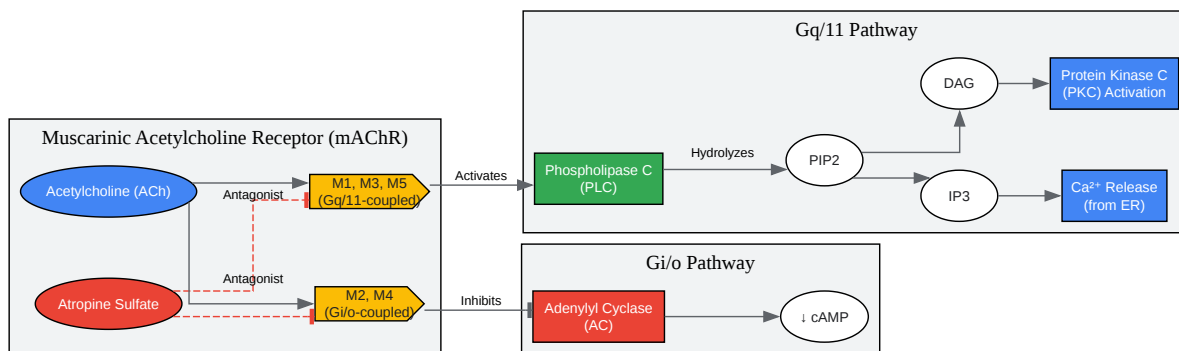 Gq/11 Pathway
DAG
Protein Kinase C
(PKC) Activation
Muscarinic Acetylcholine Receptor (mAChR)
Hydrolyzes
PIP2
Phospholipase C
(PLC)
Activates
Acetylcholine (ACh)
Antagonist
M1, M3, M5
(Gq/11-coupled)
IP3
Ca²⁺ Release
(from ER)
Gi/o Pathway
Antagonist
Atropine Sulfate
M2, M4
(Gi/o-coupled)
Inhibits
Adenylyl Cyclase
(AC)
↓ cAMP